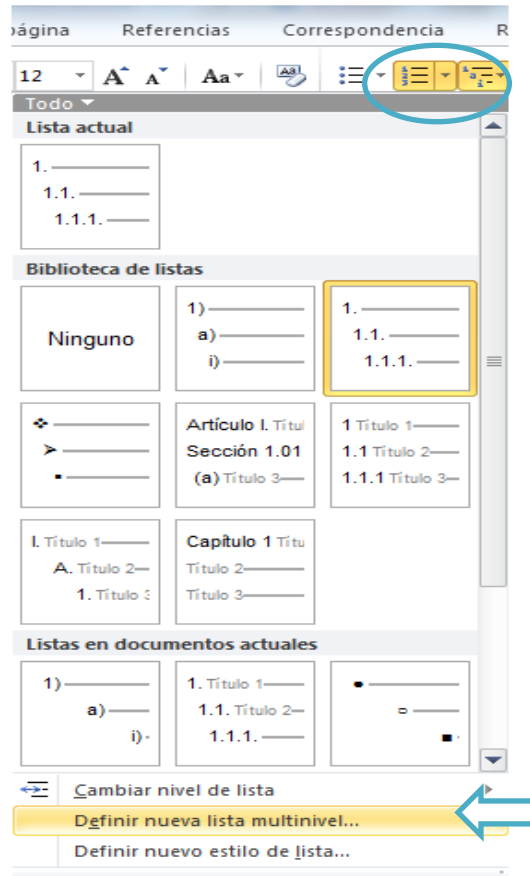 página Referencias Correspondencia R
12 A A Aa Aa
Todo
Lista actual
1.
1.1.
1.1.1.
Biblioteca de listas
Ninguno
1)
a)
i)
1.
1.1.
1.1.1.
Artículo I. Títul
Sección 1.01
(a) Título 3
1 Título 1
1.1 Título 2
1.1.1 Título 3
I. Título 1
A. Título 2
1. Título 3
Capítulo 1 Títu
Título 2
Título 3
Listas en documentos actuales
1)
a)
i)
1. Título 1
1.1. Título 2
1.1.1.
Cambiar nivel de lista
Definir nueva lista multinivel...
Definir nuevo estilo de lista...